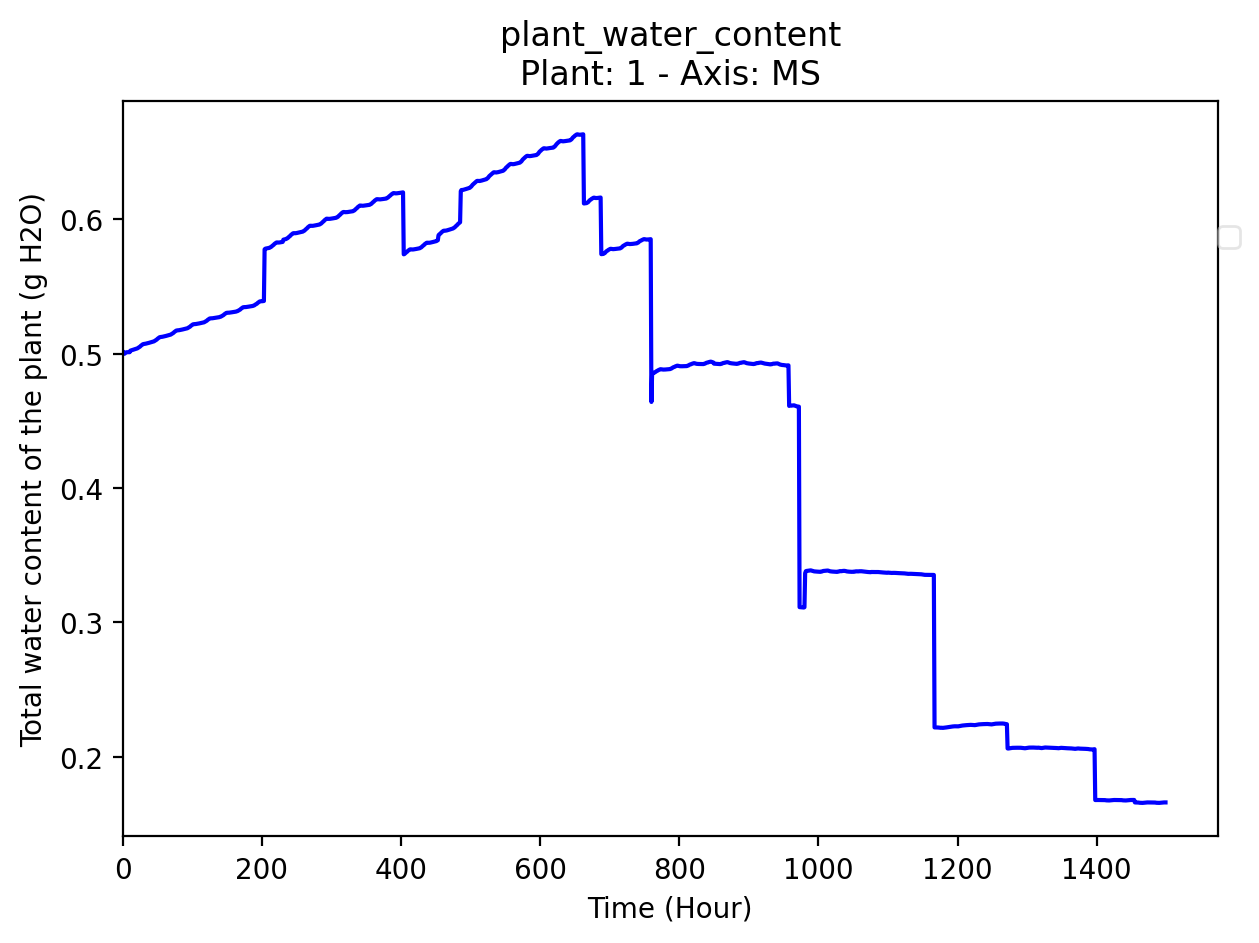 plant_water_content
Plant: 1 - Axis: MS
Total water content of the plant (g H2O)
0.6
0.5
0.4
0.3
0.2
0 200 400 600 800 1000 1200 1400
Time (Hour)